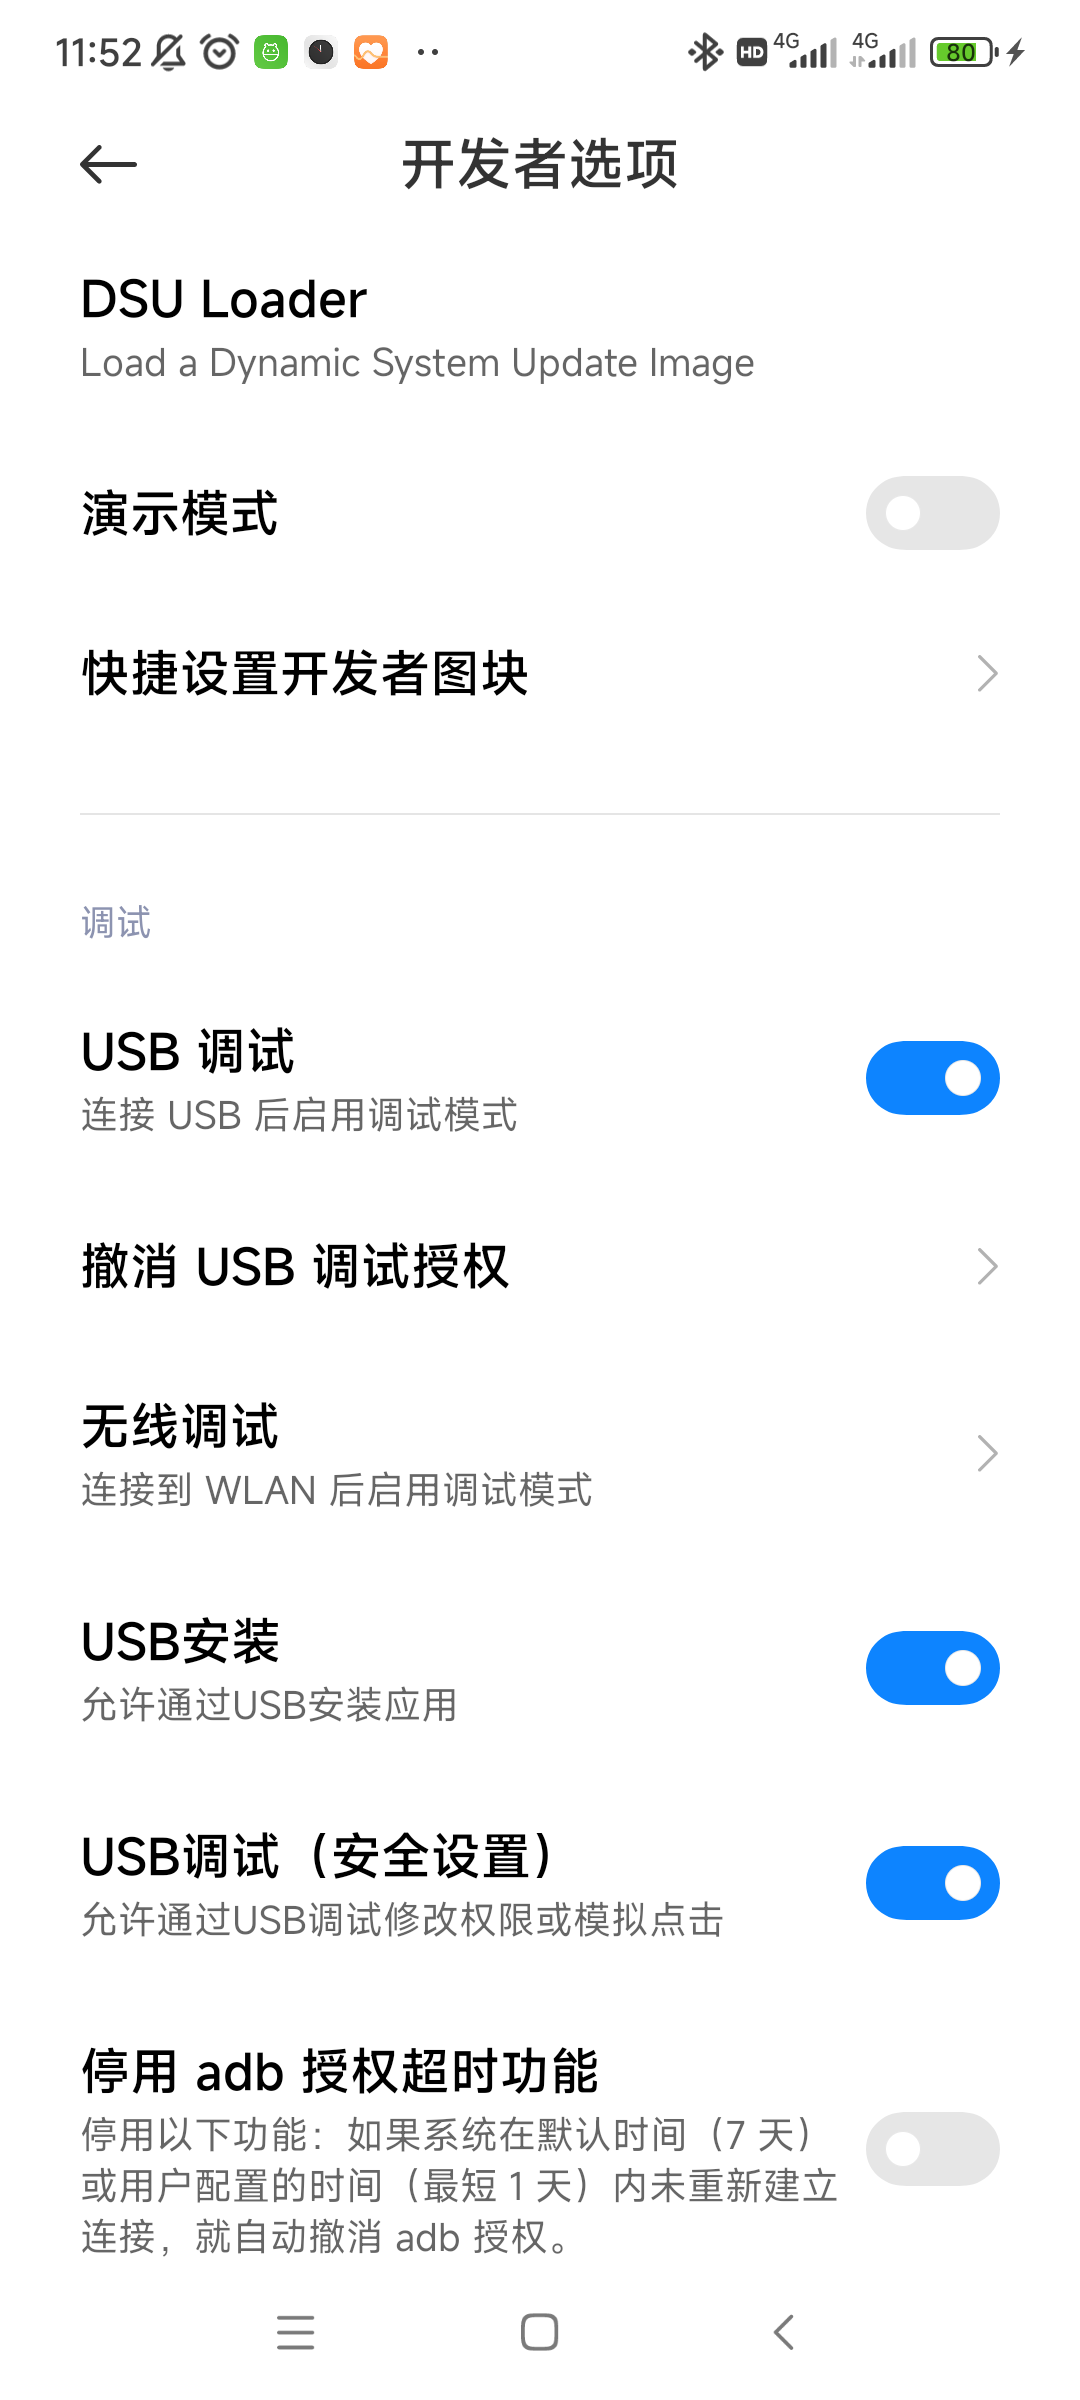 11:52
HD 4G 4G 80
开发者选项
DSU Loader
Load a Dynamic System Update Image
演示模式
快捷设置开发者图块
调试
USB 调试
连接 USB 后启用调试模式
撤消 USB 调试授权
无线调试
连接到 WLAN 后启用调试模式
USB安装
允许通过USB安装应用
USB调试（安全设置）
允许通过USB调试修改权限或模拟点击
停用 adb 授权超时功能
停用以下功能：如果系统在默认时间（7 天）
或用户配置的时间（最短 1 天）内未重新建立
连接，就自动撤消 adb 授权。